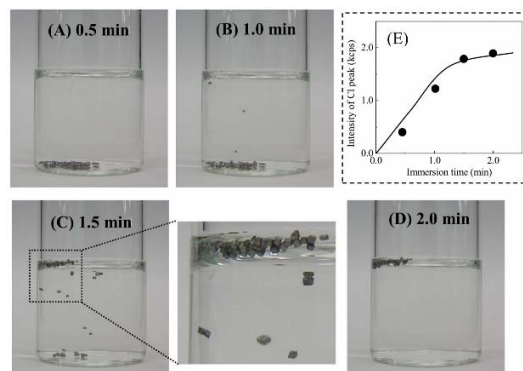 (A) 0.5 min
(B) 1.0 min
(E)
Intensity of Cl peak (kcps)
2.0
1.0
0.0
0.0 1.0 2.0
Immersion time (min)
(C) 1.5 min
(D) 2.0 min